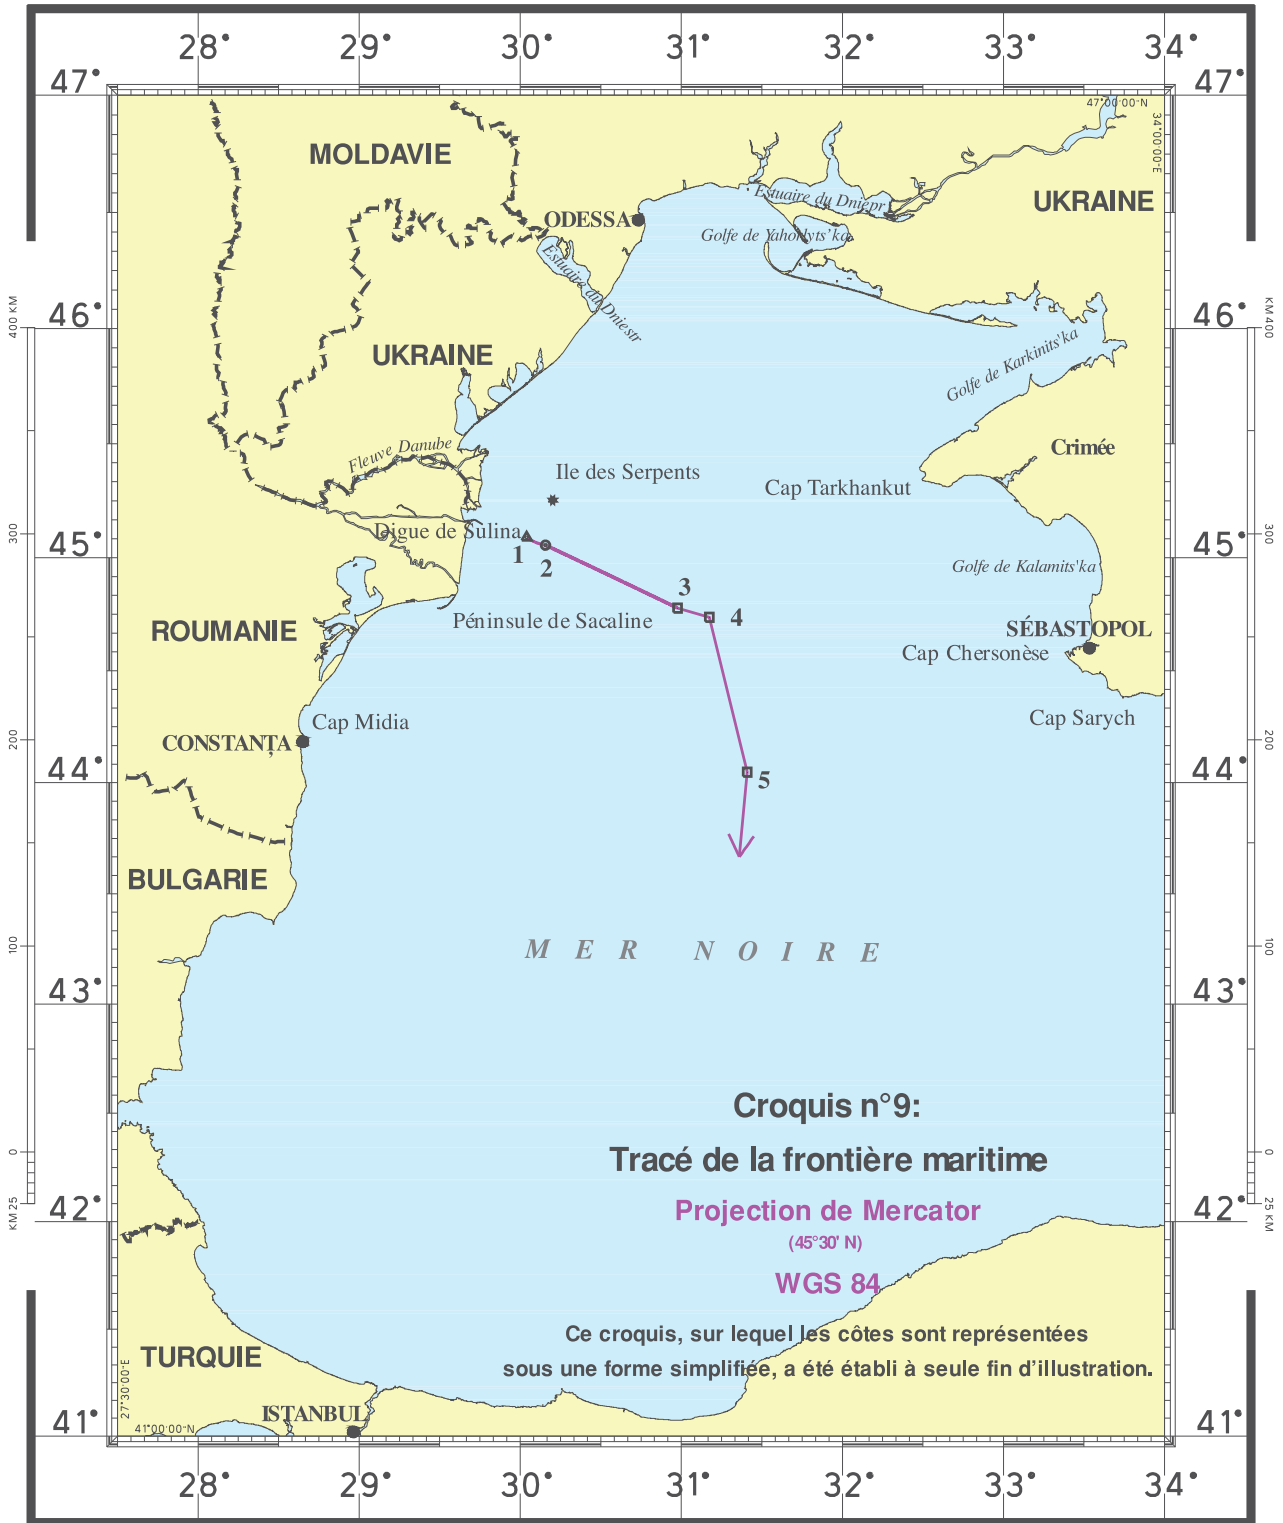 28° 29° 30° 31° 32° 33° 34°
47° 47°
47°00'00"N
34°00'00"E
MOLDAVIE
Estuaire du Dniepr
UKRAINE
ODESSA
Golfe de Yahorlyts'ka
Estuaire du Dniestr
46° 46°
400 KM
KM 400
UKRAINE
Golfe de Karkinits'ka
Crimée
Fleuve Danube
Ile des Serpents
Cap Tarkhankut
300
300
Digue de Sulina
1
2
45° 45°
Golfe de Kalamits'ka
3
4
Péninsule de Sacaline
ROUMANIE
SÉBASTOPOL
Cap Chersonèse
Cap Midia
Cap Sarych
CONSTANȚA
200
200
44° 44°
5
BULGARIE
MER NOIRE
100
100
43° 43°
Croquis n°9:
Tracé de la frontière maritime
0
0
KM 25
25 KM
42° 42°
Projection de Mercator
(45°30' N)
WGS 84
Ce croquis, sur lequel les côtes sont représentées
sous une forme simplifiée, a été établi à seule fin d'illustration.
TURQUIE
27°30'00"E
ISTANBUL
41°00'00"N
41° 41°
28° 29° 30° 31° 32° 33° 34°